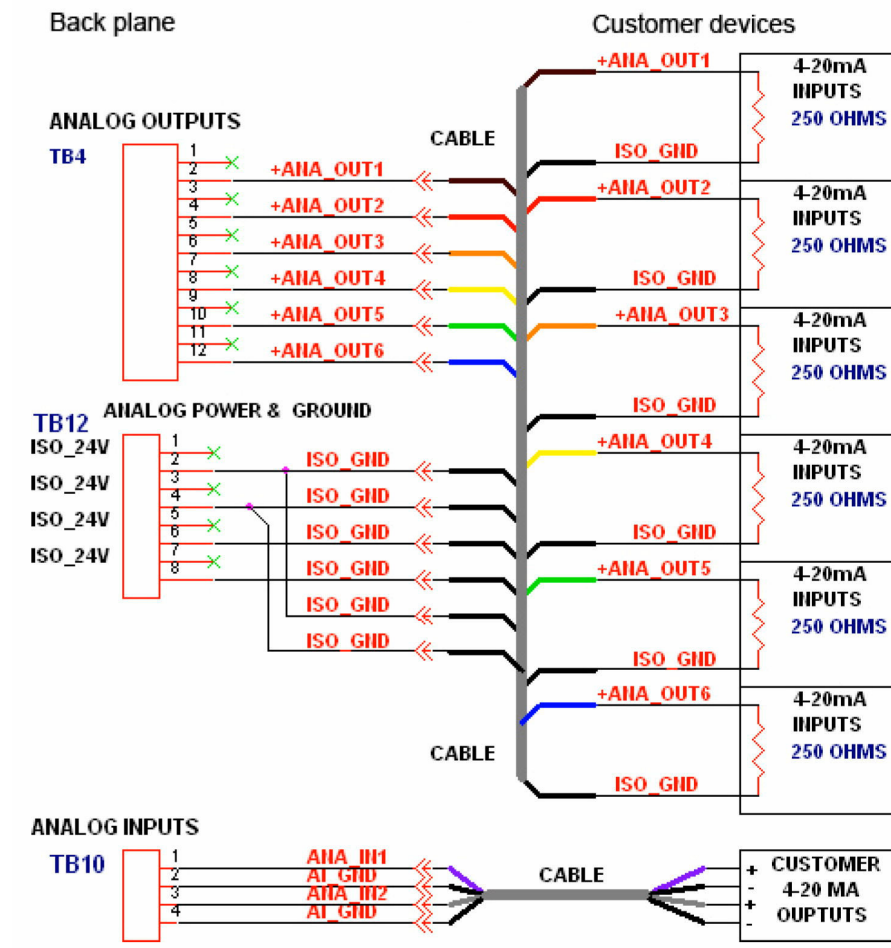 Back plane
Customer devices
ANALOG OUTPUTS
TB4
1
2
3
4
5
6
7
8
9
10
11
12
+ANA_OUT1
+ANA_OUT2
+ANA_OUT3
+ANA_OUT4
+ANA_OUT5
+ANA_OUT6
CABLE
ANALOG POWER & GROUND
TB12
ISO_24V
ISO_24V
ISO_24V
ISO_24V
1
2
3
4
5
6
7
8
ISO_GND
ISO_GND
ISO_GND
ISO_GND
ISO_GND
ISO_GND
CABLE
+ANA_OUT1
ISO_GND
4-20mA
INPUTS
250 OHMS
+ANA_OUT2
ISO_GND
4-20mA
INPUTS
250 OHMS
+ANA_OUT3
ISO_GND
4-20mA
INPUTS
250 OHMS
+ANA_OUT4
ISO_GND
4-20mA
INPUTS
250 OHMS
+ANA_OUT5
ISO_GND
4-20mA
INPUTS
250 OHMS
+ANA_OUT6
ISO_GND
4-20mA
INPUTS
250 OHMS
ANALOG INPUTS
TB10
1
2
3
4
ANA_IN1
AI_GND
ANA_IN2
AI_GND
CABLE
+
-
+
-
CUSTOMER
4-20 MA
OUPTUTS